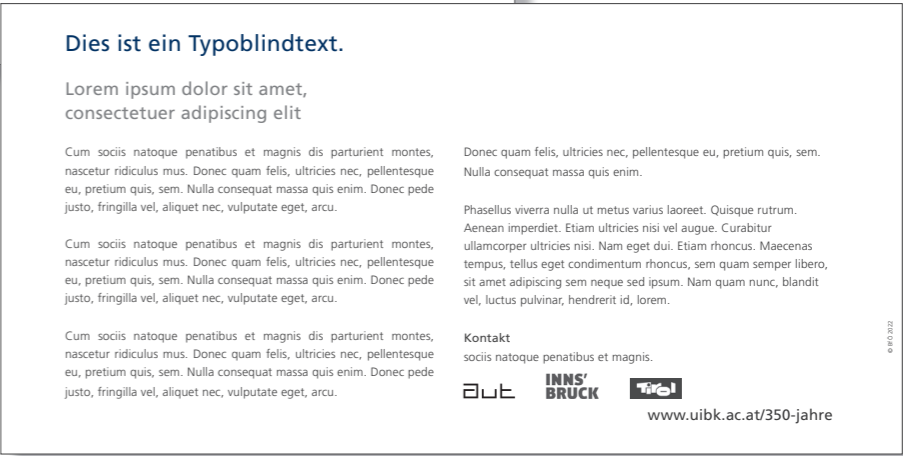 Dies ist ein Typoblindtext.
Lorem ipsum dolor sit amet,
consectetuer adipiscing elit
Cum sociis natoque penatibus et magnis dis parturient montes,
nascetur ridiculus mus. Donec quam felis, ultricies nec, pellentesque
eu, pretium quis, sem. Nulla consequat massa quis enim. Donec pede
justo, fringilla vel, aliquet nec, vulputate eget, arcu.
Cum sociis natoque penatibus et magnis dis parturient montes,
nascetur ridiculus mus. Donec quam felis, ultricies nec, pellentesque
eu, pretium quis, sem. Nulla consequat massa quis enim. Donec pede
justo, fringilla vel, aliquet nec, vulputate eget, arcu.
Cum sociis natoque penatibus et magnis dis parturient montes,
nascetur ridiculus mus. Donec quam felis, ultricies nec, pellentesque
eu, pretium quis, sem. Nulla consequat massa quis enim. Donec pede
justo, fringilla vel, aliquet nec, vulputate eget, arcu.
Donec quam felis, ultricies nec, pellentesque eu, pretium quis, sem.
Nulla consequat massa quis enim.
Phasellus viverra nulla ut metus varius laoreet. Quisque rutrum.
Aenean imperdiet. Etiam ultricies nisi vel augue. Curabitur
ullamcorper ultricies nisi. Nam eget dui. Etiam rhoncus. Maecenas
tempus, tellus eget condimentum rhoncus, sem quam semper libero,
sit amet adipiscing sem neque sed ipsum. Nam quam nunc, blandit
vel, luctus pulvinar, hendrerit id, lorem.
Kontakt
sociis natoque penatibus et magnis.
aut
INNS'
BRUCK
Tirol
www.uibk.ac.at/350-jahre
© BfÖ 2022